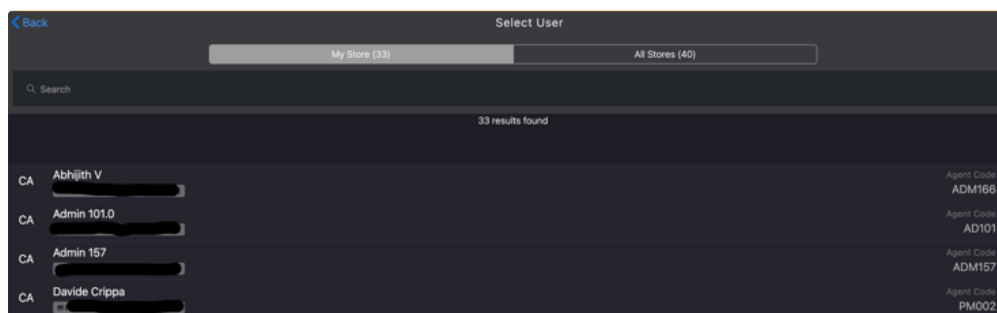 Back
Select User
My Store (33)
All Stores (40)
Search
33 results found
CA
Abhijith V
Agent Code
ADM166
CA
Admin 101.0
Agent Code
AD101
CA
Admin 157
Agent Code
ADM157
CA
Davide Crippa
Agent Code
PM002